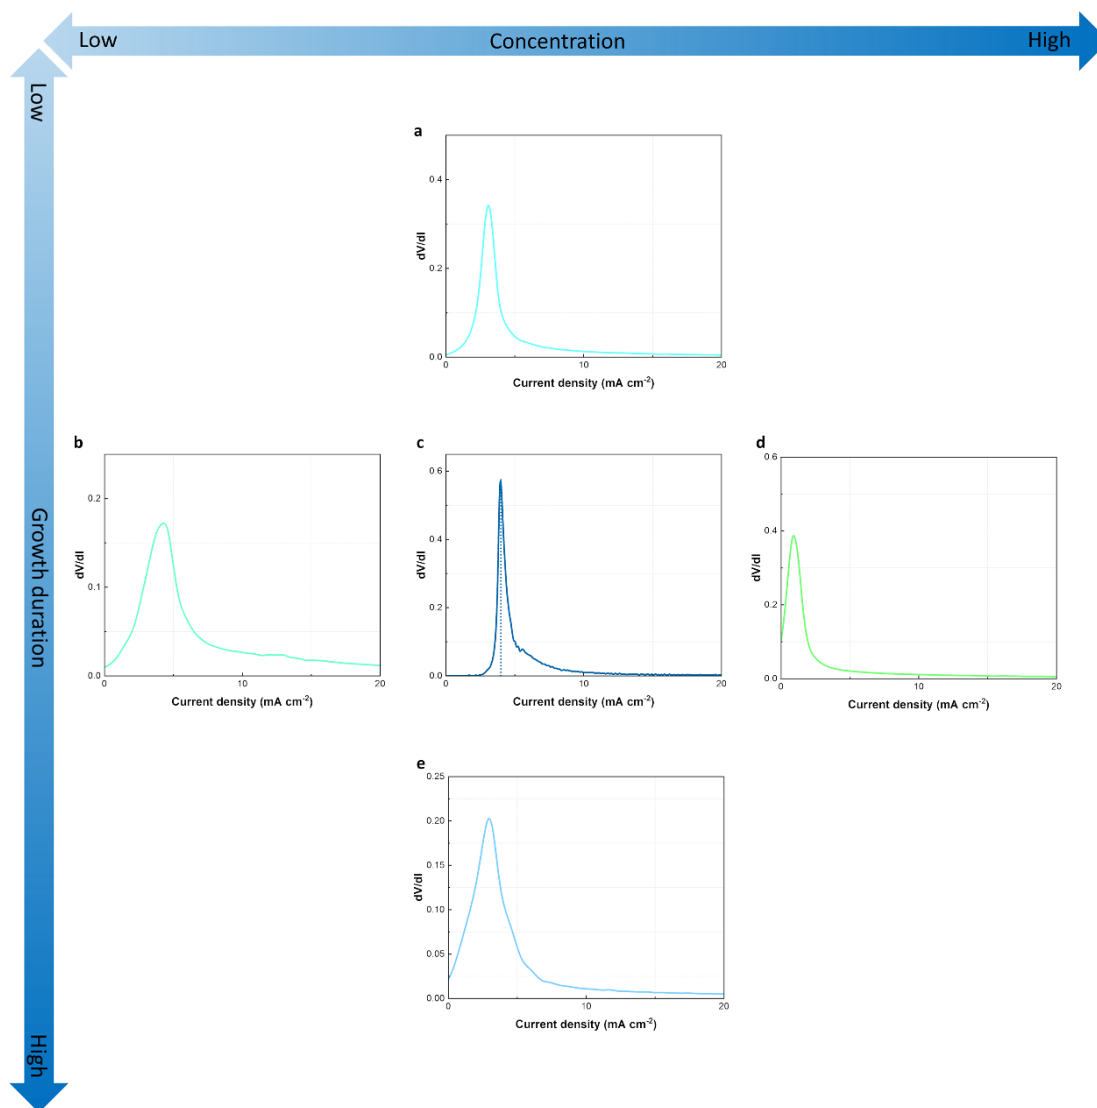 Low Concentration High
Low
Growth duration
High
a
0.4
0.2
0.0
dV/dI
0 10 20
Current density (mA cm⁻²)
b
0.2
0.1
0.0
dV/dI
0 10 20
Current density (mA cm⁻²)
c
0.6
0.4
0.2
0.0
dV/dI
0 10 20
Current density (mA cm⁻²)
d
0.6
0.4
0.2
0.0
dV/dI
0 10 20
Current density (mA cm⁻²)
e
0.25
0.20
0.15
0.10
0.05
0.00
dV/dI
0 10 20
Current density (mA cm⁻²)